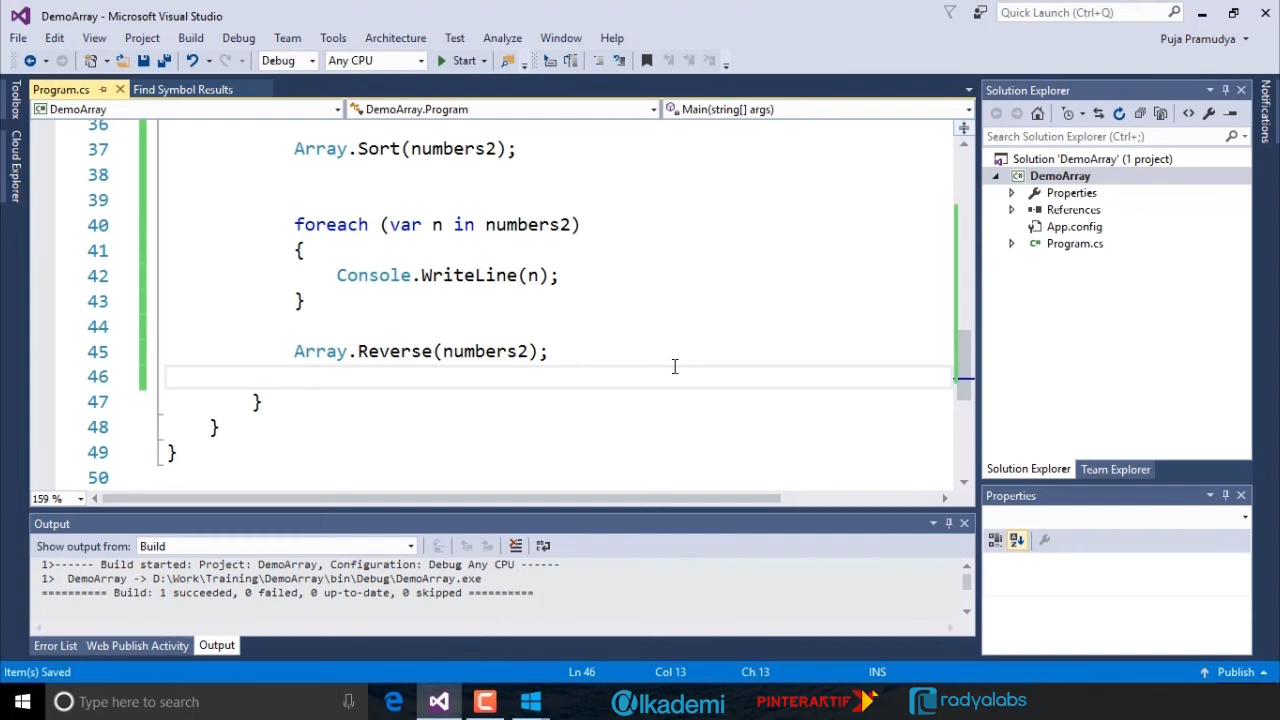 DemoArray - Microsoft Visual Studio
Quick Launch (Ctrl+Q)
File Edit View Project Build Debug Team Tools Architecture Test Analyze Window Help
Puja Pramudya
Debug Any CPU Start
Program.cs Find Symbol Results
DemoArray DemoArray.Program Main(string[] args)
Toolbox
Cloud Explorer
36
37 Array.Sort(numbers2);
38
39
40 foreach (var n in numbers2)
41 {
42 Console.WriteLine(n);
43 }
44
45 Array.Reverse(numbers2);
46
47 }
48 }
49 }
50
159 %
Solution Explorer
Search Solution Explorer (Ctrl+;)
Solution 'DemoArray' (1 project)
C# DemoArray
Properties
References
App.config
C# Program.cs
Solution Explorer Team Explorer
Properties
Notifications
Output
Show output from: Build
1>------ Build started: Project: DemoArray, Configuration: Debug Any CPU ------
1> DemoArray -> D:\Work\Training\DemoArray\bin\Debug\DemoArray.exe
========== Build: 1 succeeded, 0 failed, 0 up-to-date, 0 skipped ==========
Error List Web Publish Activity Output
Item(s) Saved Ln 46 Col 13 Ch 13 INS Publish
Type here to search
lkademi PINTERAKTIF radyalabs